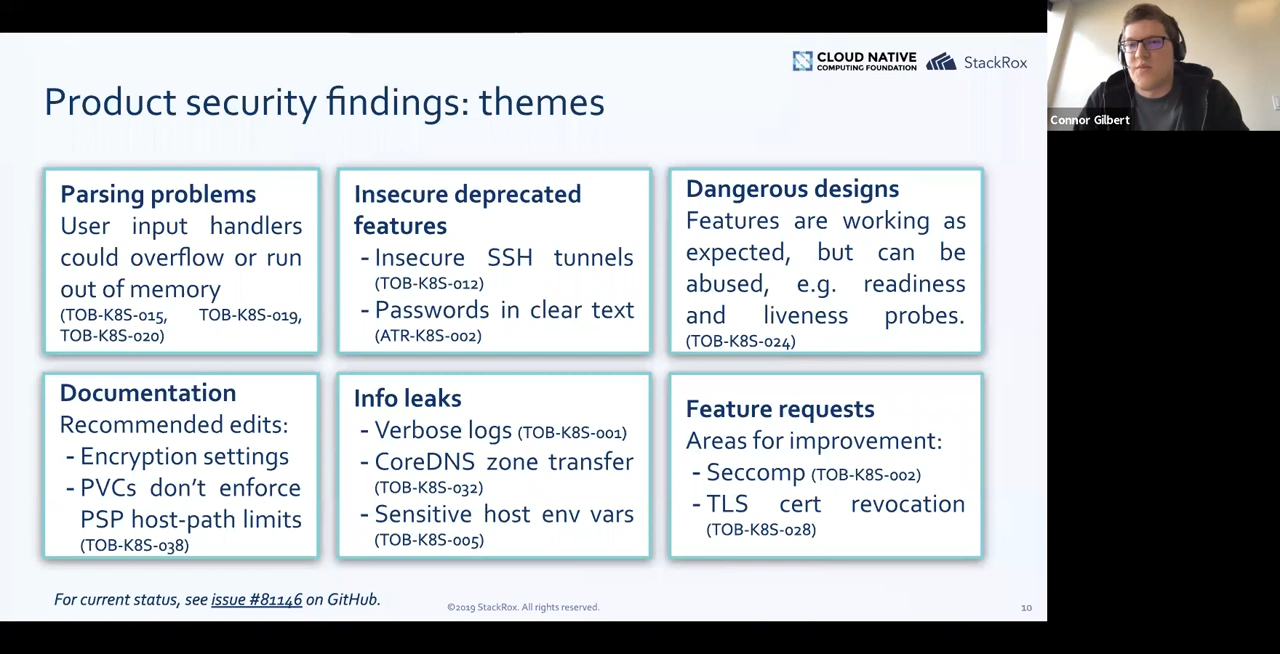 CLOUD NATIVE
COMPUTING FOUNDATION
StackRox
Connor Gilbert
Product security findings: themes
Parsing problems
User input handlers
could overflow or run
out of memory
(TOB-K8S-015, TOB-K8S-019,
TOB-K8S-020)
Insecure deprecated
features
- Insecure SSH tunnels
(TOB-K8S-012)
- Passwords in clear text
(ATR-K8S-002)
Dangerous designs
Features are working as
expected, but can be
abused, e.g. readiness
and liveness probes.
(TOB-K8S-024)
Documentation
Recommended edits:
- Encryption settings
- PVCs don’t enforce
PSP host-path limits
(TOB-K8S-038)
Info leaks
- Verbose logs (TOB-K8S-001)
- CoreDNS zone transfer
(TOB-K8S-032)
- Sensitive host env vars
(TOB-K8S-005)
Feature requests
Areas for improvement:
- Seccomp (TOB-K8S-002)
- TLS cert revocation
(TOB-K8S-028)
For current status, see issue #81146 on GitHub.
©2019 StackRox. All rights reserved.
10